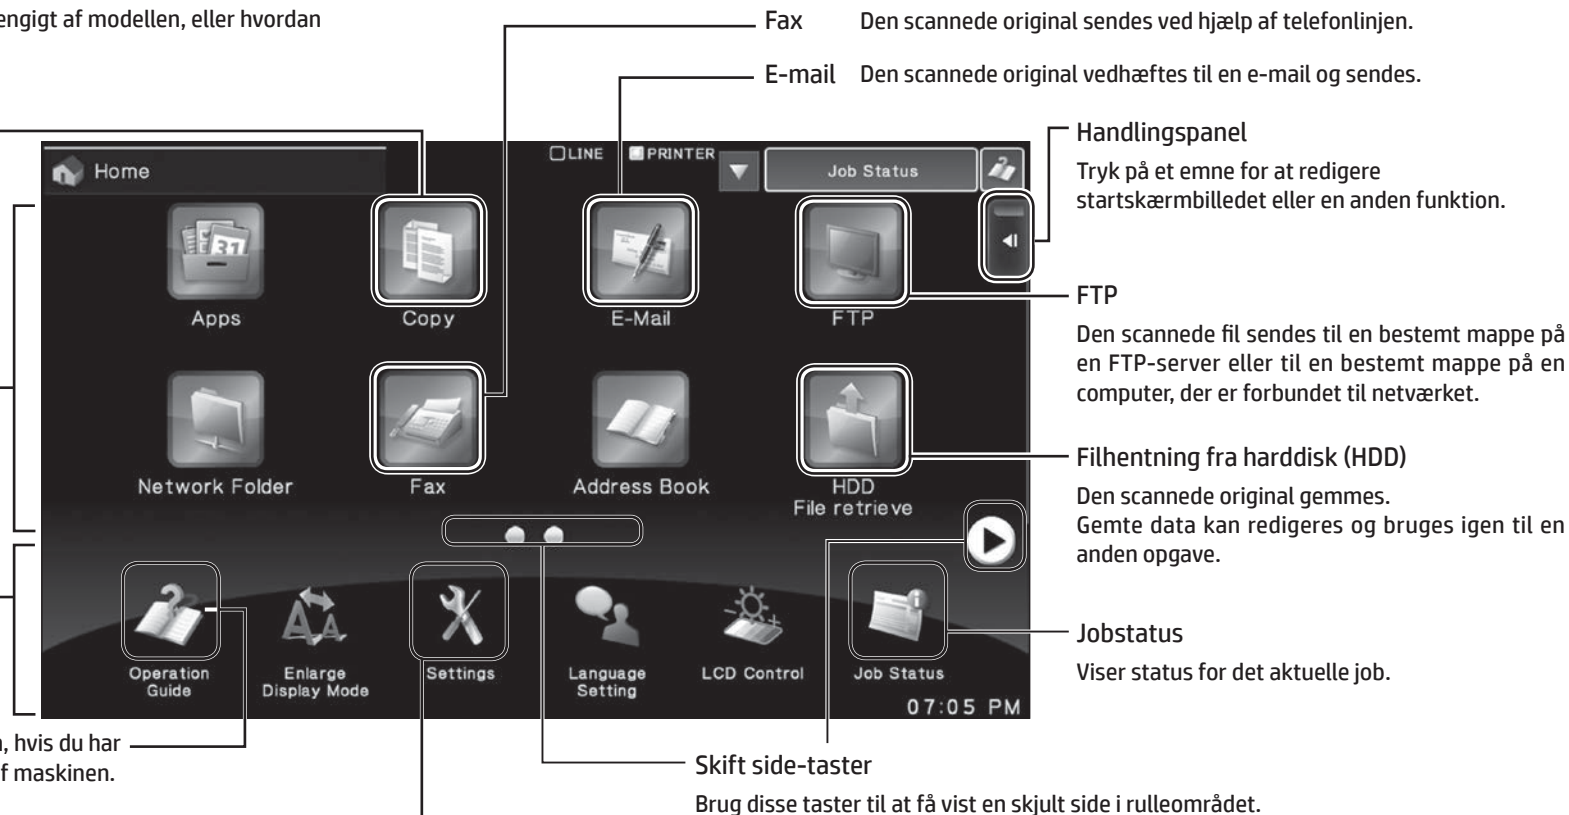 engigt af modellen, eller hvordan
Fax Den scannede original sendes ved hjælp af telefonlinjen.
E-mail Den scannede original vedhæftes til en e-mail og sendes.
Handlingspanel
Tryk på et emne for at redigere
startskærmbilledet eller en anden funktion.
Home
LINE PRINTER
Job Status
31
Apps
Copy
E-Mail
FTP
FTP
Den scannede fil sendes til en bestemt mappe på
en FTP-server eller til en bestemt mappe på en
computer, der er forbundet til netværket.
Network Folder
Fax
Address Book
HDD
File retrieve
Filhentning fra harddisk (HDD)
Den scannede original gemmes.
Gemte data kan redigeres og bruges igen til en
anden opgave.
Operation
Guide
Enlarge
Display Mode
Settings
Language
Setting
LCD Control
Job Status
07:05 PM
Jobstatus
Viser status for det aktuelle job.
, hvis du har
f maskinen.
Skift side-taster
Brug disse taster til at få vist en skjult side i rulleområdet.